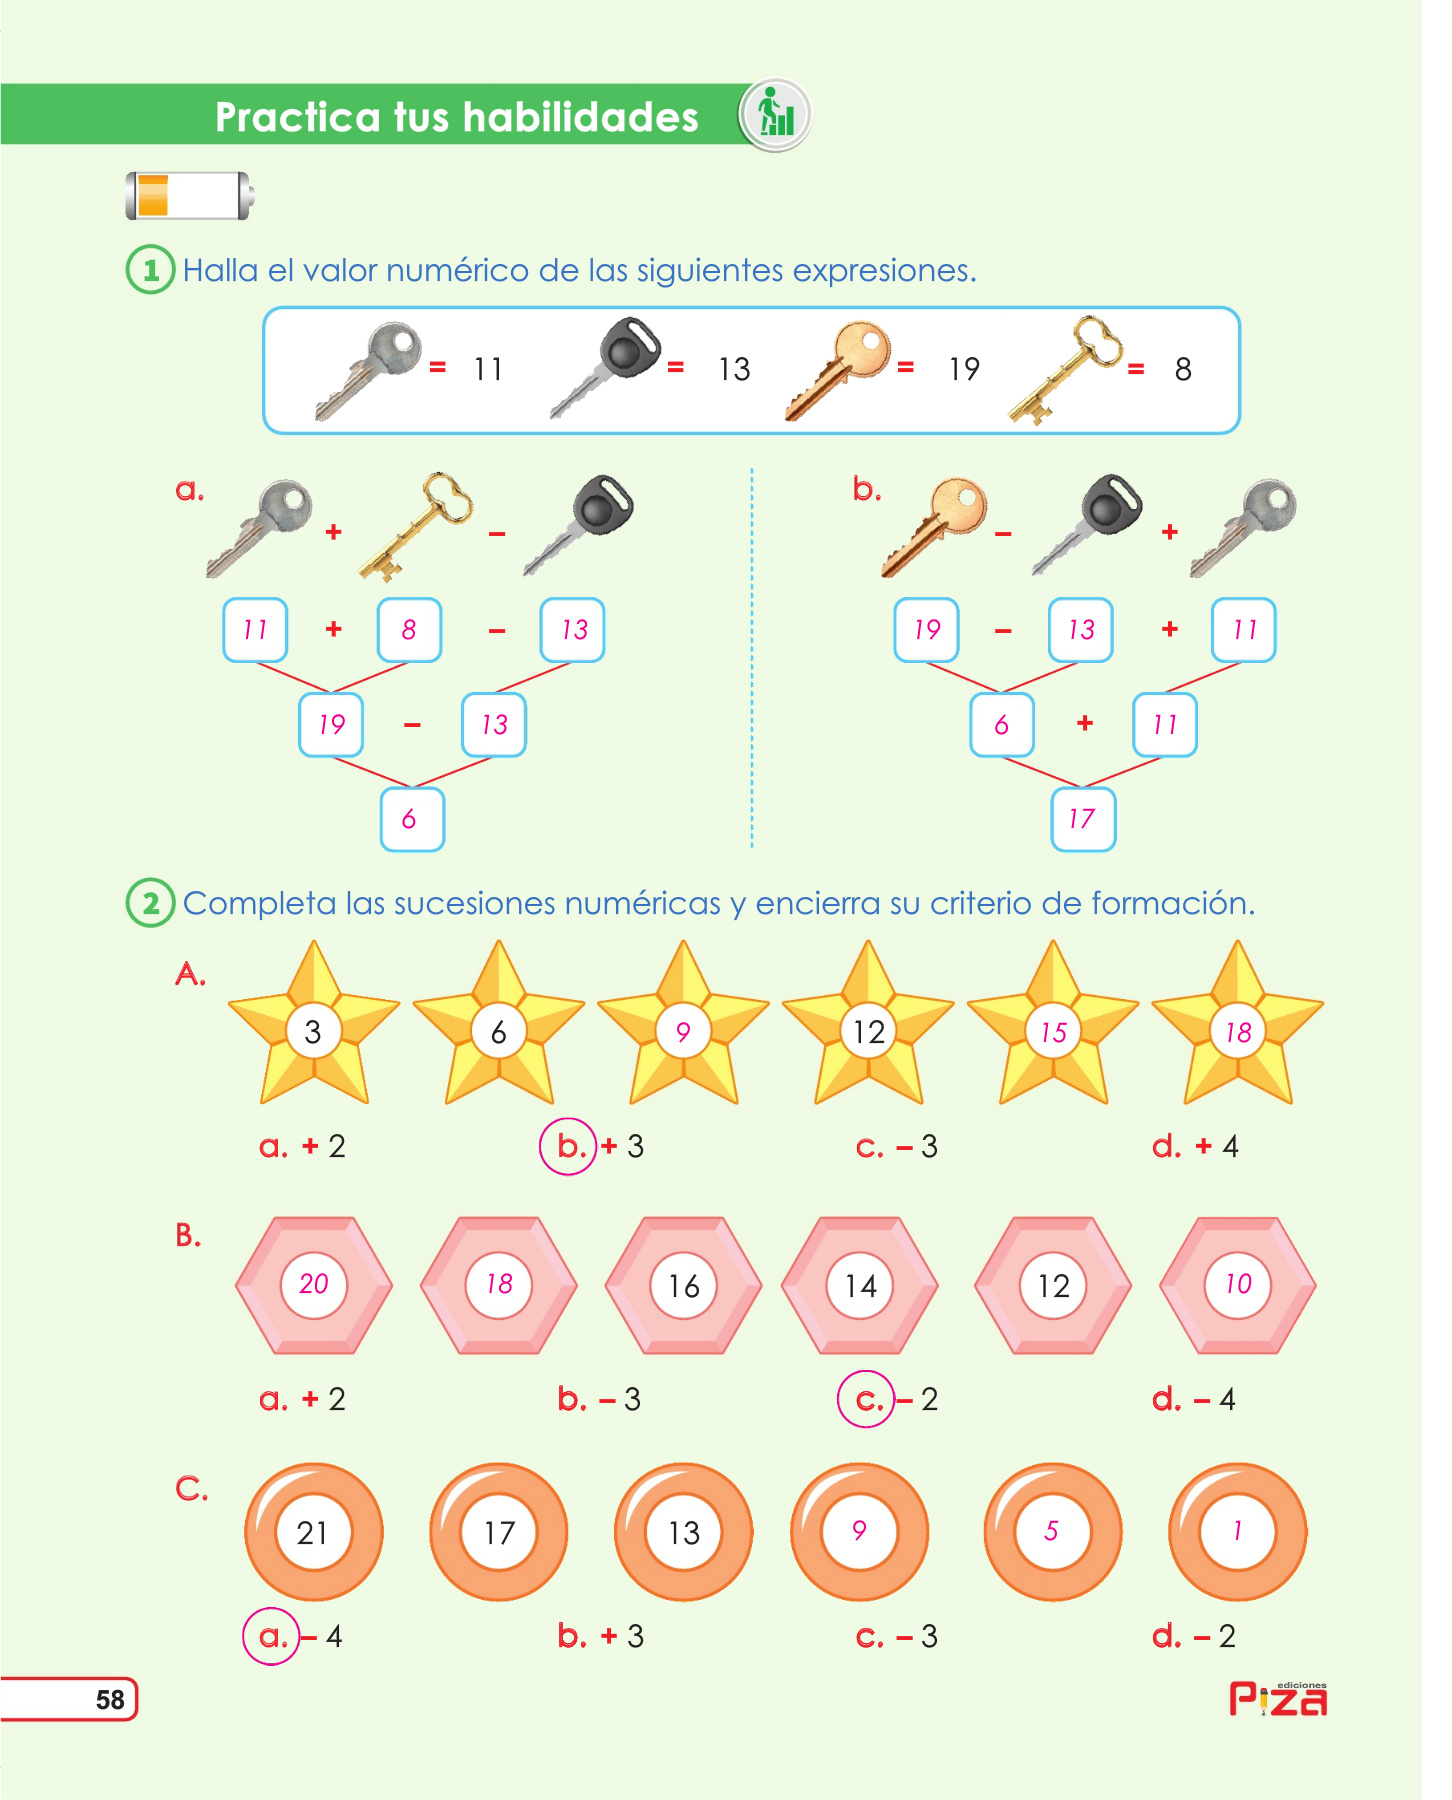 Practica tus habilidades
1 Halla el valor numérico de las siguientes expresiones.
= 11 = 13 = 19 = 8
a. + –
b. – +
11 + 8 – 13
19 – 13 + 11
19 – 13
6 + 11
6
17
2 Completa las sucesiones numéricas y encierra su criterio de formación.
A.
3 6 9 12 15 18
a. + 2 b. + 3 c. – 3 d. + 4
B.
20 18 16 14 12 10
a. + 2 b. – 3 c. – 2 d. – 4
C.
21 17 13 9 5 1
a. – 4 b. + 3 c. – 3 d. – 2
58
ediciones
Piza